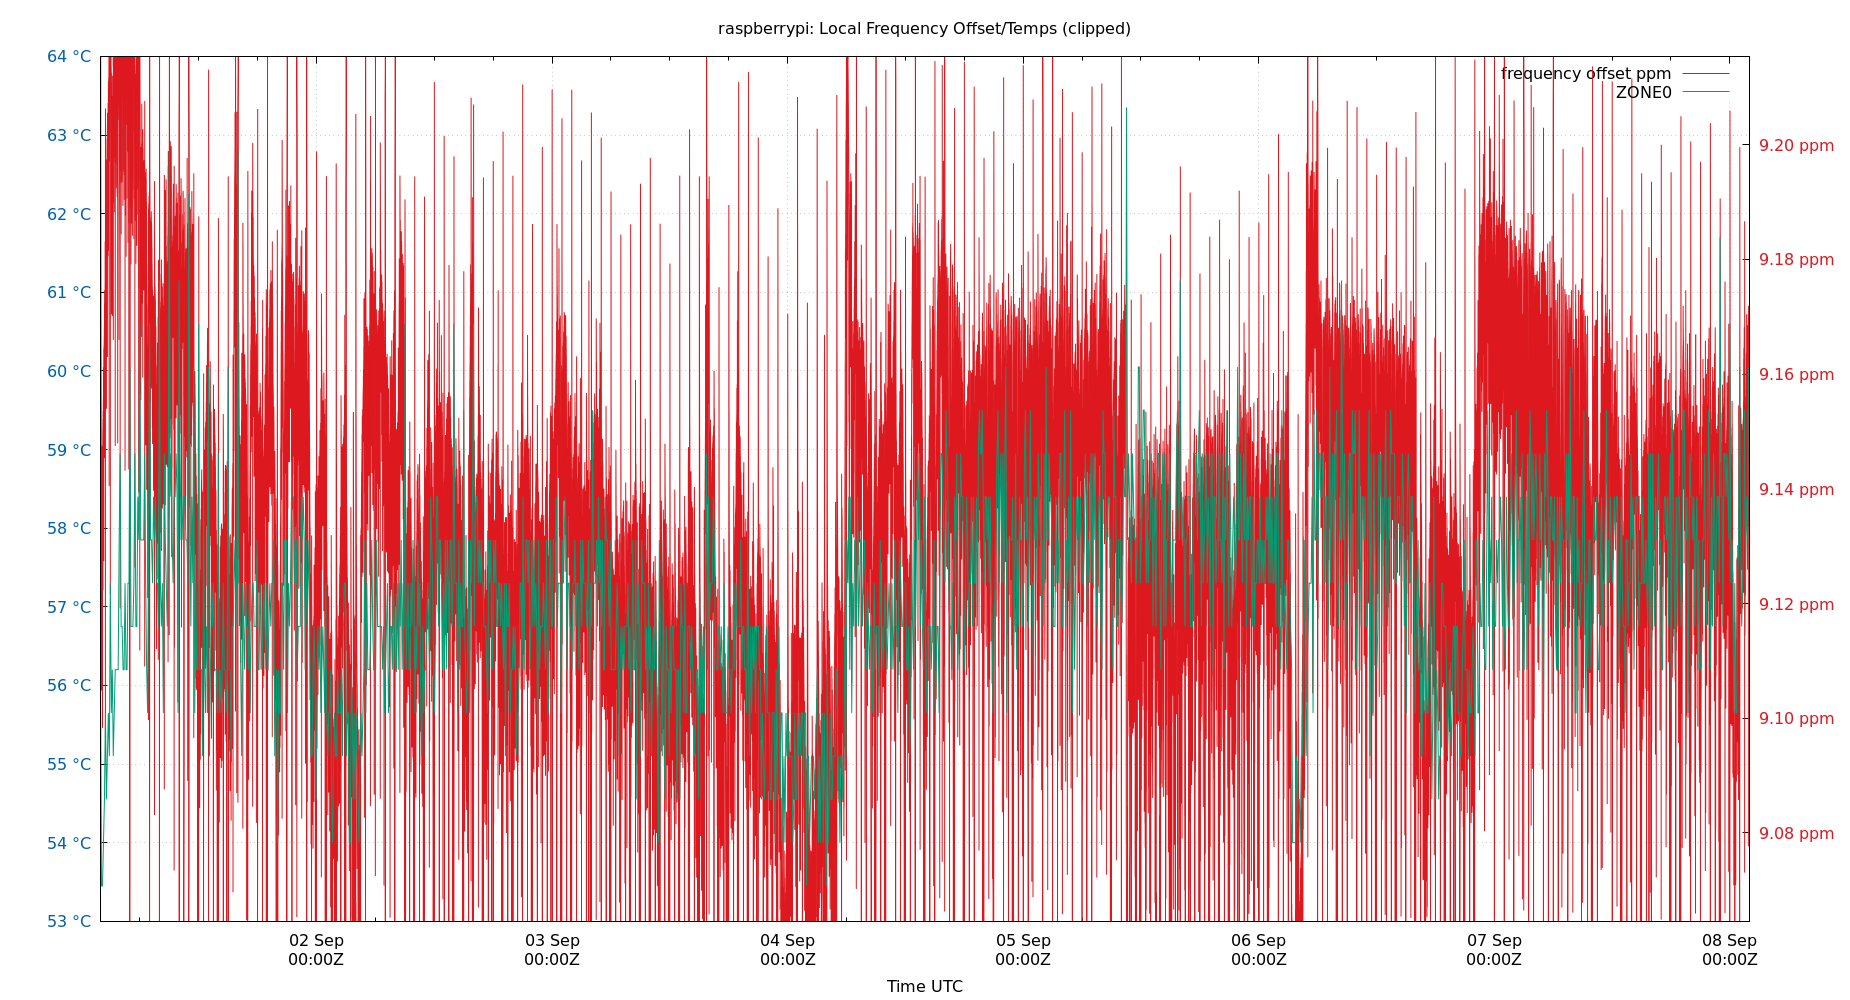 raspberrypi: Local Frequency Offset/Temps (clipped)
64 °C
63 °C
62 °C
61 °C
60 °C
59 °C
58 °C
57 °C
56 °C
55 °C
54 °C
53 °C
frequency offset ppm
ZONE0
9.20 ppm
9.18 ppm
9.16 ppm
9.14 ppm
9.12 ppm
9.10 ppm
9.08 ppm
02 Sep
00:00Z
03 Sep
00:00Z
04 Sep
00:00Z
05 Sep
00:00Z
06 Sep
00:00Z
07 Sep
00:00Z
08 Sep
00:00Z
Time UTC